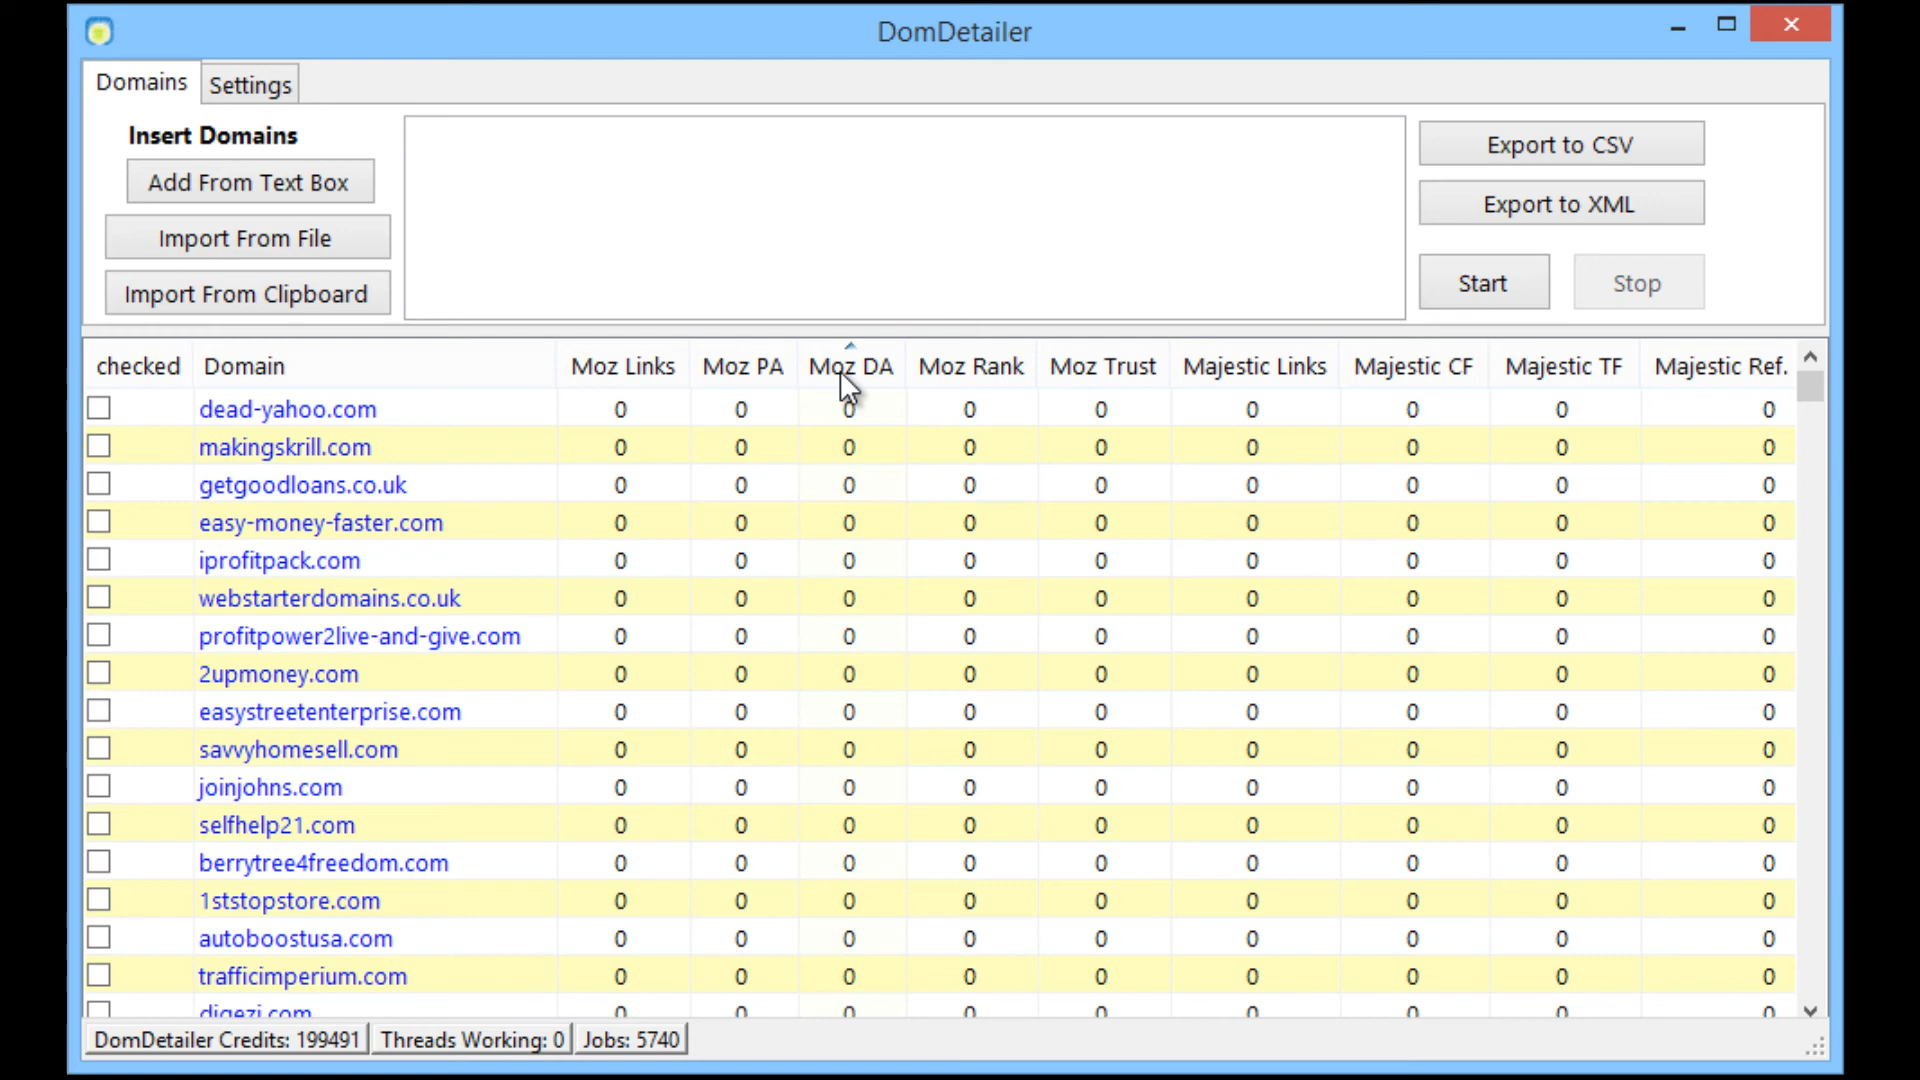 DomDetailer
Domains
Settings
Insert Domains
Add From Text Box
Import From File
Import From Clipboard
Export to CSV
Export to XML
Start
Stop
checked Domain Moz Links Moz PA Moz DA Moz Rank Moz Trust Majestic Links Majestic CF Majestic TF Majestic Ref.
dead-yahoo.com 0 0 0 0 0 0 0 0 0
makingskrill.com 0 0 0 0 0 0 0 0 0
getgoodloans.co.uk 0 0 0 0 0 0 0 0 0
easy-money-faster.com 0 0 0 0 0 0 0 0 0
iprofitpack.com 0 0 0 0 0 0 0 0 0
webstarterdomains.co.uk 0 0 0 0 0 0 0 0 0
profitpower2live-and-give.com 0 0 0 0 0 0 0 0 0
2upmoney.com 0 0 0 0 0 0 0 0 0
easystreetenterprise.com 0 0 0 0 0 0 0 0 0
savvyhomesell.com 0 0 0 0 0 0 0 0 0
joinjohns.com 0 0 0 0 0 0 0 0 0
selfhelp21.com 0 0 0 0 0 0 0 0 0
berrytree4freedom.com 0 0 0 0 0 0 0 0 0
1ststopstore.com 0 0 0 0 0 0 0 0 0
autoboostusa.com 0 0 0 0 0 0 0 0 0
trafficimperium.com 0 0 0 0 0 0 0 0 0
0 0 0 0 0 0 0 0 0
DomDetailer Credits: 199491 Threads Working: 0 Jobs: 5740